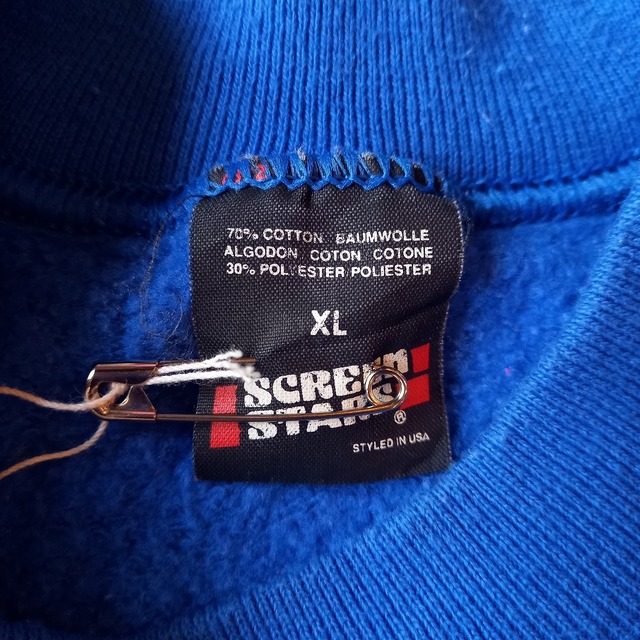 70% COTTON BAUMWOLLE
ALGODON COTON COTONE
30% POLYESTER POLIESTER
XL
SCREEN
STARS
®
STYLED IN USA